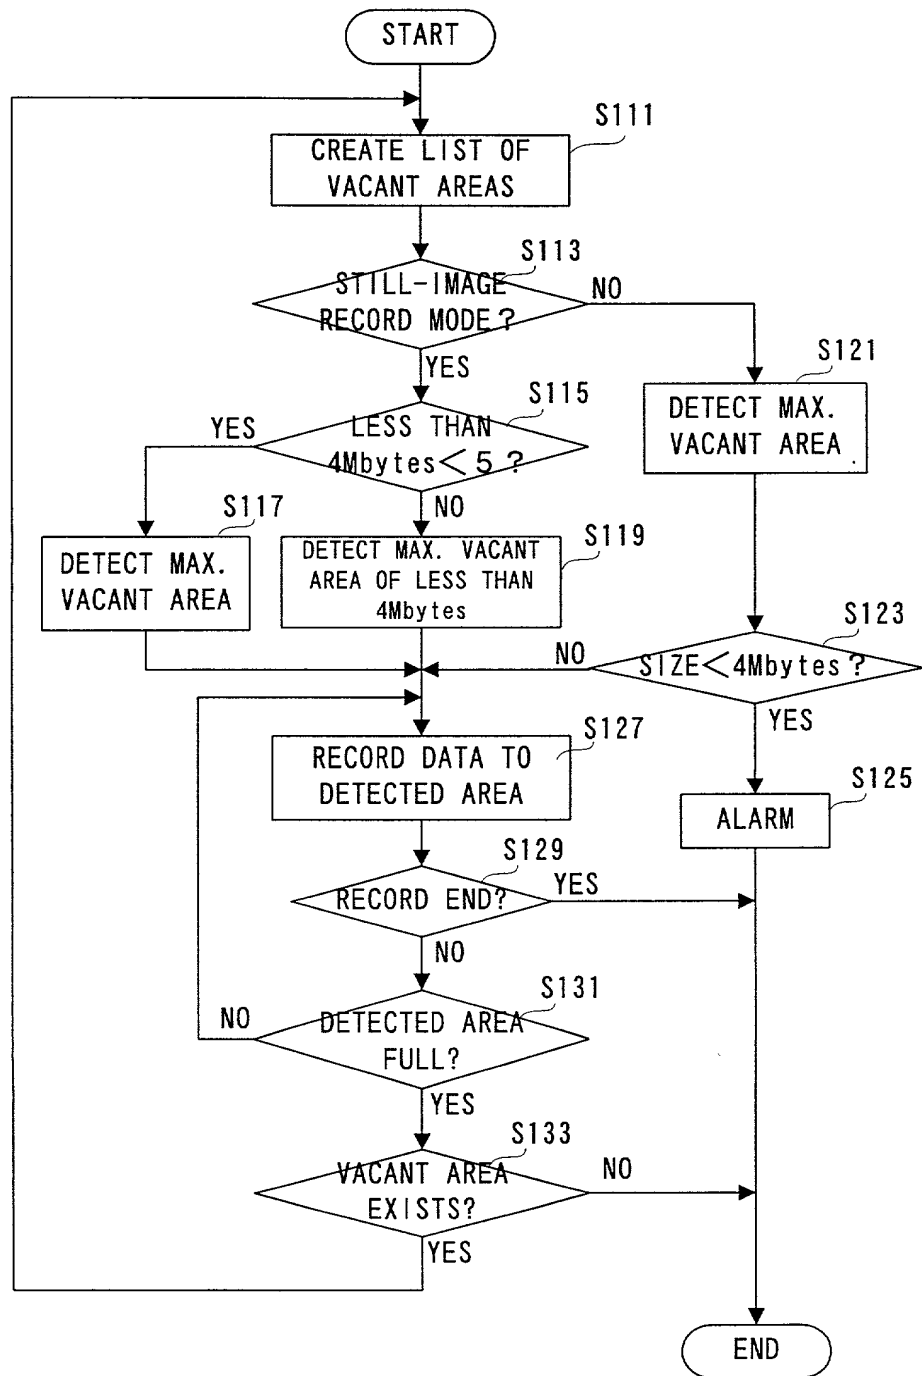 START
S111
CREATE LIST OF
VACANT AREAS
S113
STILL-IMAGE
RECORD MODE?
NO
YES
S121
DETECT MAX.
VACANT AREA
S115
YES
LESS THAN
4Mbytes<5?
NO
S117
DETECT MAX.
VACANT AREA
S119
DETECT MAX. VACANT
AREA OF LESS THAN
4Mbytes
S123
NO
SIZE<4Mbytes?
YES
S127
RECORD DATA TO
DETECTED AREA
S125
ALARM
S129
RECORD END?
YES
NO
S131
NO
DETECTED AREA
FULL?
YES
S133
VACANT AREA
EXISTS?
NO
YES
END